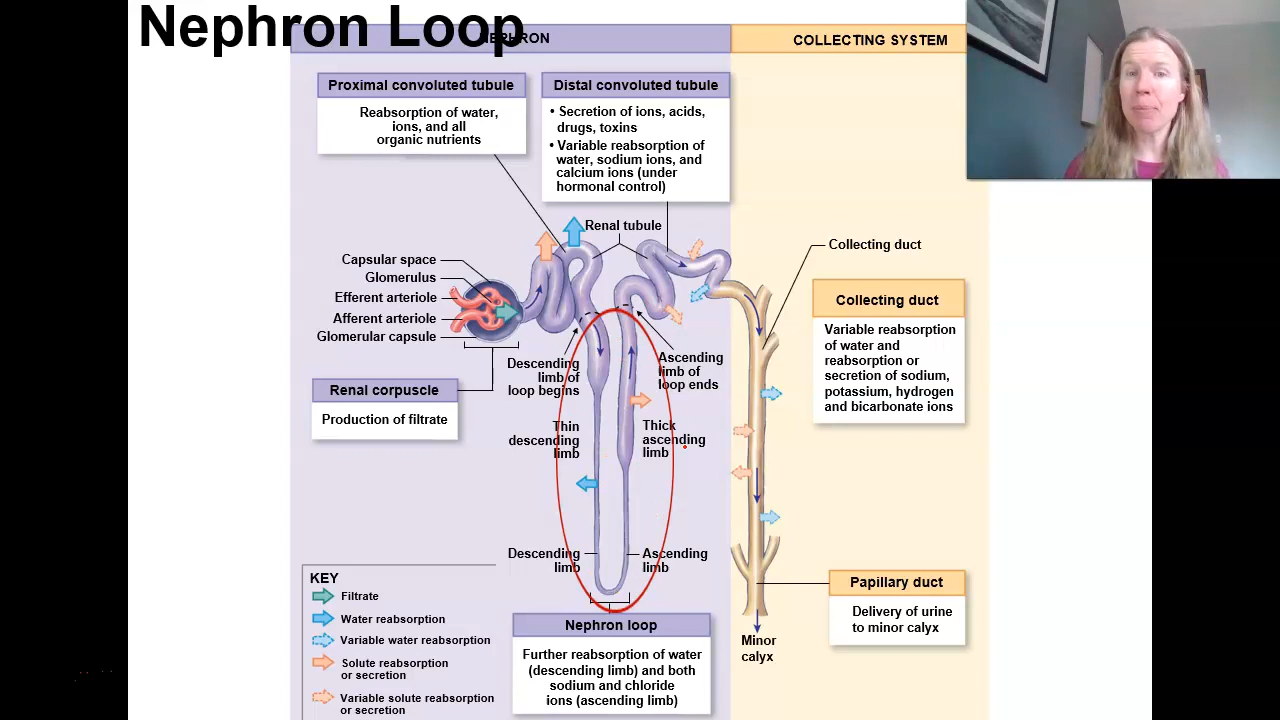 Nephron Loop
NEPHRON
COLLECTING SYSTEM
Proximal convoluted tubule
Reabsorption of water,
ions, and all
organic nutrients
Distal convoluted tubule
• Secretion of ions, acids,
drugs, toxins
• Variable reabsorption of
water, sodium ions, and
calcium ions (under
hormonal control)
Renal tubule
Capsular space
Glomerulus
Efferent arteriole
Afferent arteriole
Glomerular capsule
Renal corpuscle
Production of filtrate
Descending
limb of
loop begins
Ascending
limb of
loop ends
Thin
descending
limb
Thick
ascending
limb
Descending
limb
Ascending
limb
Nephron loop
Further reabsorption of water
(descending limb) and both
sodium and chloride
ions (ascending limb)
Collecting duct
Collecting duct
Variable reabsorption
of water and
reabsorption or
secretion of sodium,
potassium, hydrogen
and bicarbonate ions
Papillary duct
Delivery of urine
to minor calyx
Minor
calyx
KEY
Filtrate
Water reabsorption
Variable water reabsorption
Solute reabsorption
or secretion
Variable solute reabsorption
or secretion